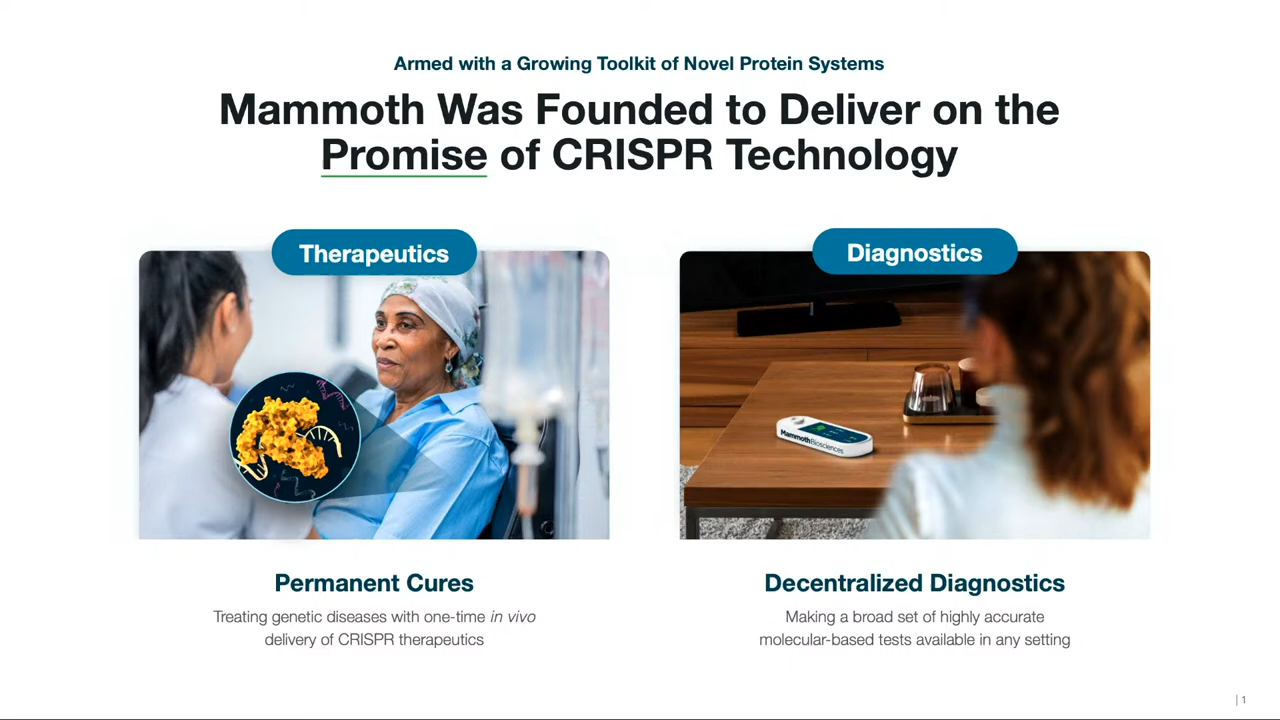 Armed with a Growing Toolkit of Novel Protein Systems
Mammoth Was Founded to Deliver on the
Promise of CRISPR Technology
Therapeutics
Diagnostics
MammothBiosciences
Permanent Cures
Treating genetic diseases with one-time in vivo
delivery of CRISPR therapeutics
Decentralized Diagnostics
Making a broad set of highly accurate
molecular-based tests available in any setting
| 1